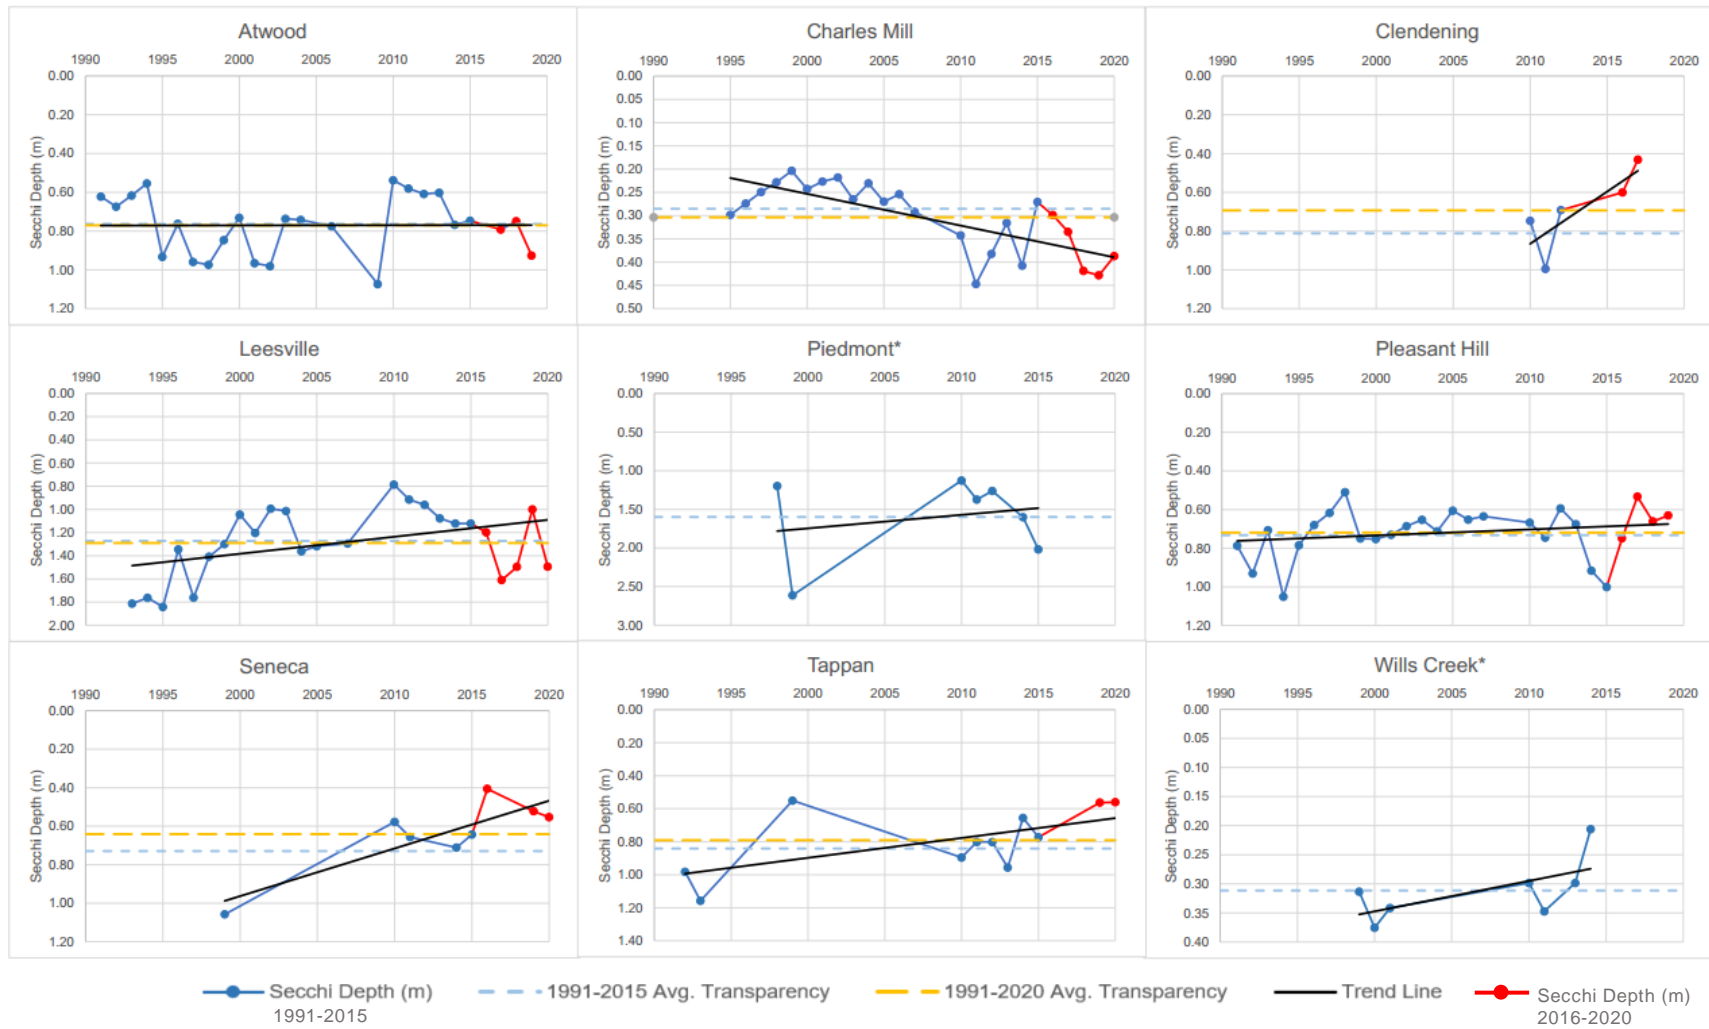 Atwood
1990 1995 2000 2005 2010 2015 2020
0.00
0.20
0.40
0.60
0.80
1.00
1.20
Secchi Depth (m)
Charles Mill
1990 1995 2000 2005 2010 2015 2020
0.00
0.05
0.10
0.15
0.20
0.25
0.30
0.35
0.40
0.45
0.50
Secchi Depth (m)
Clendening
1990 1995 2000 2005 2010 2015 2020
0.00
0.20
0.40
0.60
0.80
1.00
1.20
Secchi Depth (m)
Leesville
1990 1995 2000 2005 2010 2015 2020
0.00
0.20
0.40
0.60
0.80
1.00
1.20
1.40
1.60
1.80
2.00
Secchi Depth (m)
Piedmont*
1990 1995 2000 2005 2010 2015 2020
0.00
0.50
1.00
1.50
2.00
2.50
3.00
Secchi Depth (m)
Pleasant Hill
1990 1995 2000 2005 2010 2015 2020
0.00
0.20
0.40
0.60
0.80
1.00
1.20
Secchi Depth (m)
Seneca
1990 1995 2000 2005 2010 2015 2020
0.00
0.20
0.40
0.60
0.80
1.00
1.20
Secchi Depth (m)
Tappan
1990 1995 2000 2005 2010 2015 2020
0.00
0.20
0.40
0.60
0.80
1.00
1.20
1.40
Secchi Depth (m)
Wills Creek*
1990 1995 2000 2005 2010 2015 2020
0.00
0.05
0.10
0.15
0.20
0.25
0.30
0.35
0.40
Secchi Depth (m)
Secchi Depth (m)
1991-2015
1991-2015 Avg. Transparency
1991-2020 Avg. Transparency
Trend Line
Secchi Depth (m)
2016-2020